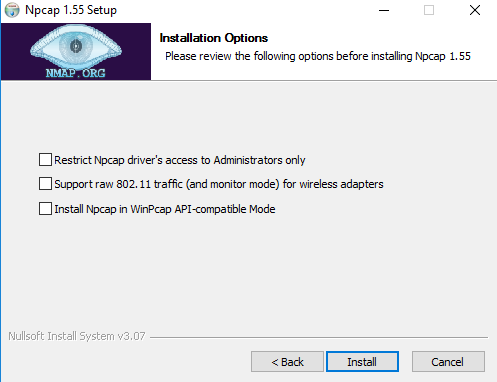 Npcap 1.55 Setup
NMAP.ORG
Installation Options
Please review the following options before installing Npcap 1.55
Restrict Npcap driver's access to Administrators only
Support raw 802.11 traffic (and monitor mode) for wireless adapters
Install Npcap in WinPcap API-compatible Mode
Nullsoft Install System v3.07
< Back
Install
Cancel